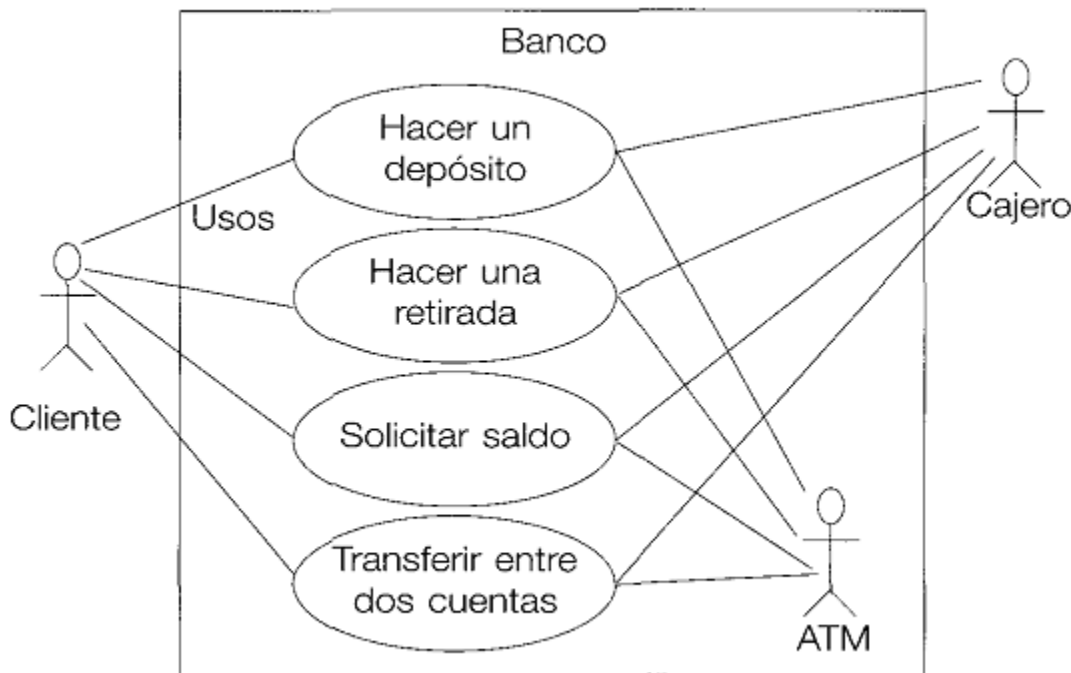 Banco
Hacer un
depósito
Usos
Cajero
Hacer una
retirada
Cliente
Solicitar saldo
Transferir entre
dos cuentas
ATM